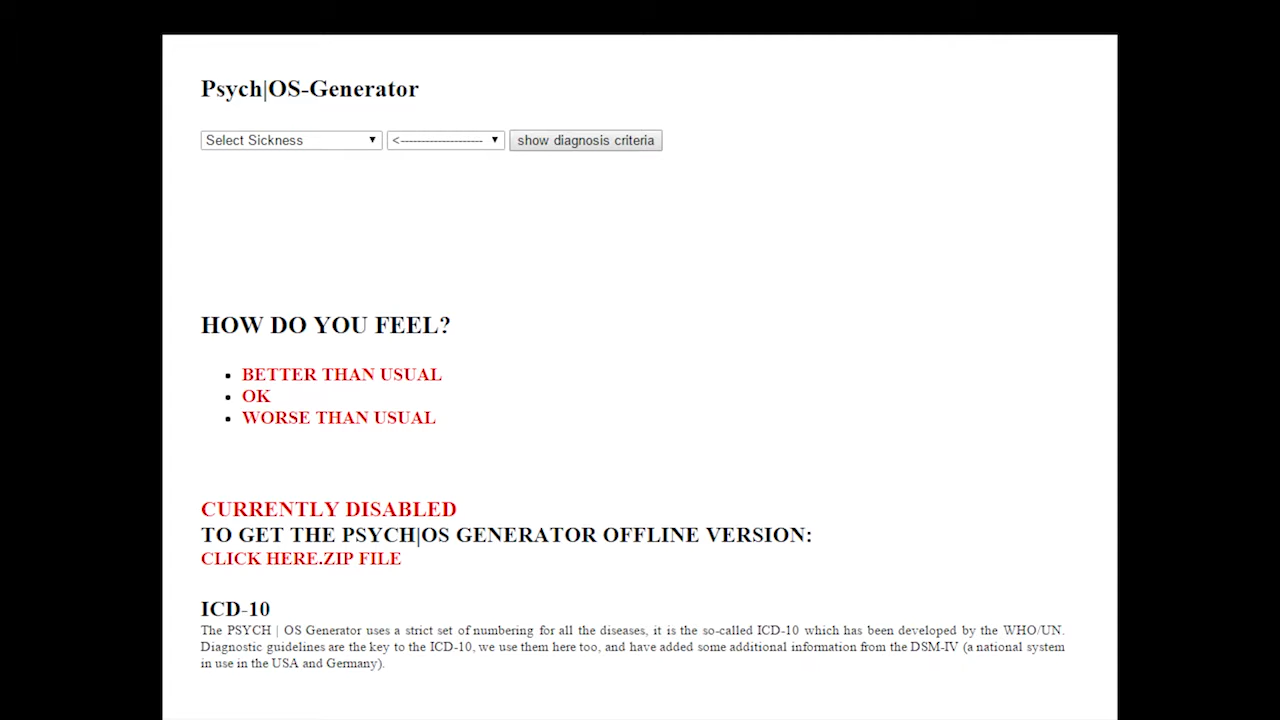 Psych|OS-Generator
Select Sickness <-------------------- show diagnosis criteria
HOW DO YOU FEEL?
BETTER THAN USUAL
OK
WORSE THAN USUAL
CURRENTLY DISABLED
TO GET THE PSYCH|OS GENERATOR OFFLINE VERSION:
CLICK HERE.ZIP FILE
ICD-10
The PSYCH | OS Generator uses a strict set of numbering for all the diseases, it is the so-called ICD-10 which has been developed by the WHO/UN.
Diagnostic guidelines are the key to the ICD-10, we use them here too, and have added some additional information from the DSM-IV (a national system
in use in the USA and Germany).